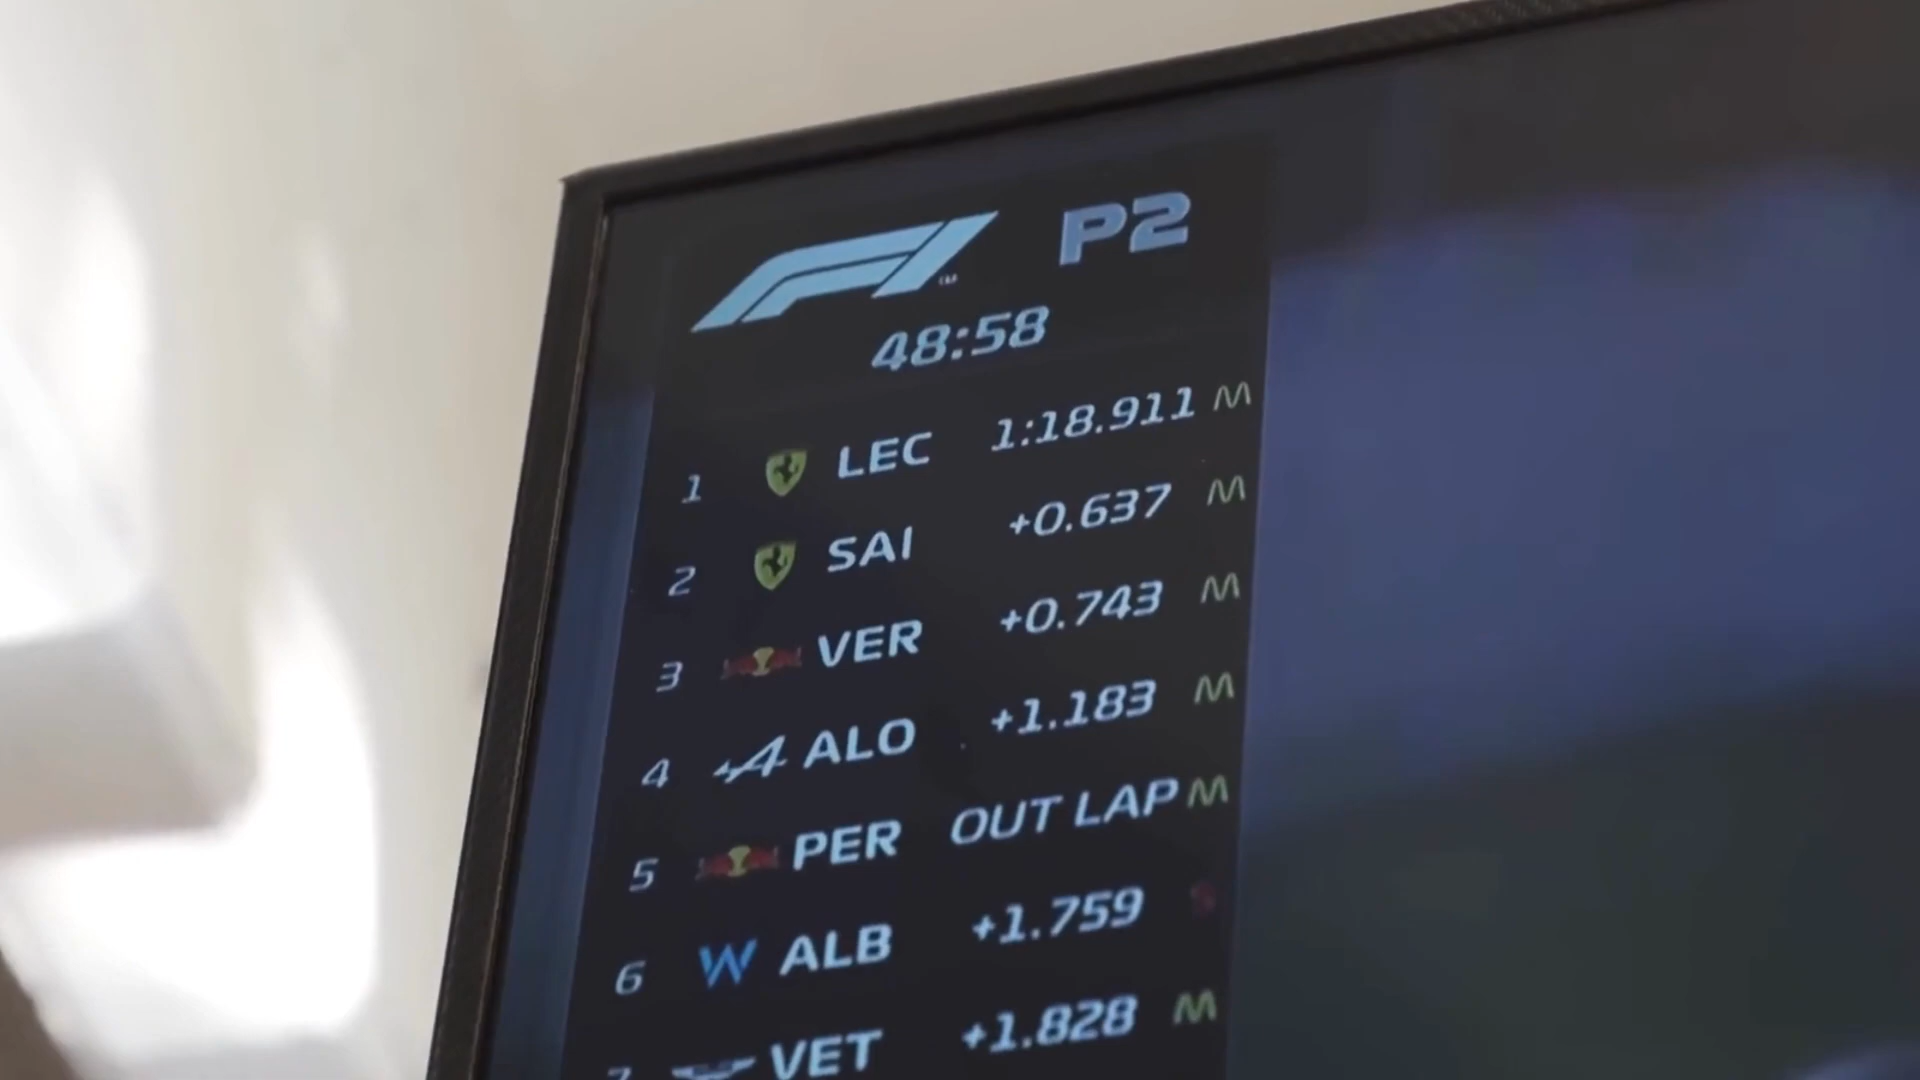 F1 P2
48:58
1 LEC 1:18.911 M
2 SAI +0.637 M
3 VER +0.743 M
4 A ALO +1.183 M
5 PER OUT LAP M
6 W ALB +1.759 S
7 VET +1.828 M